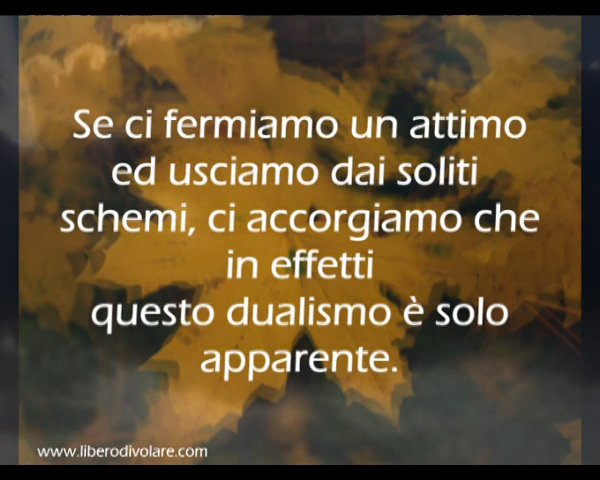 Se ci fermiamo un attimo
ed usciamo dai soliti
schemi, ci accorgiamo che
in effetti
questo dualismo è solo
apparente.
www.liberodivolare.com